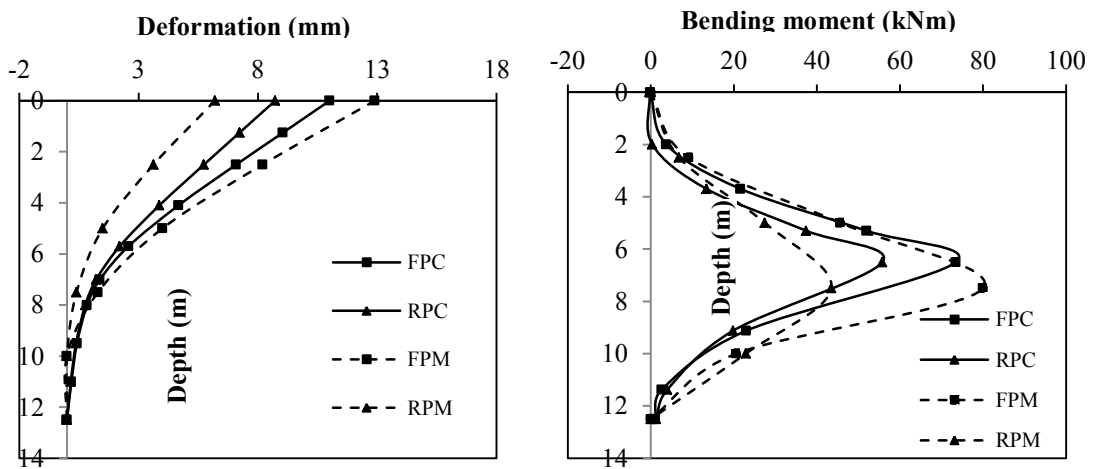 Deformation (mm)
-2 3 8 13 18
0
2
4
6
8
10
12
14
Depth (m)
FPC
RPC
FPM
RPM
Bending moment (kNm)
-20 0 20 40 60 80 100
0
2
4
6
8
10
12
14
Depth (m)
FPC
RPC
FPM
RPM